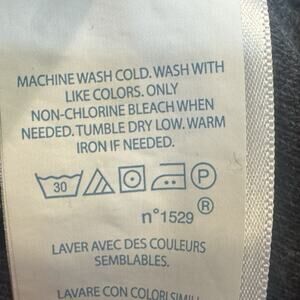 MACHINE WASH COLD. WASH WITH
LIKE COLORS. ONLY
NON-CHLORINE BLEACH WHEN
NEEDED. TUMBLE DRY LOW. WARM
IRON IF NEEDED.
30 P
n°1529 ®
LAVER AVEC DES COULEURS
SEMBLABLES.
LAVARE CON COLORI SIMILI